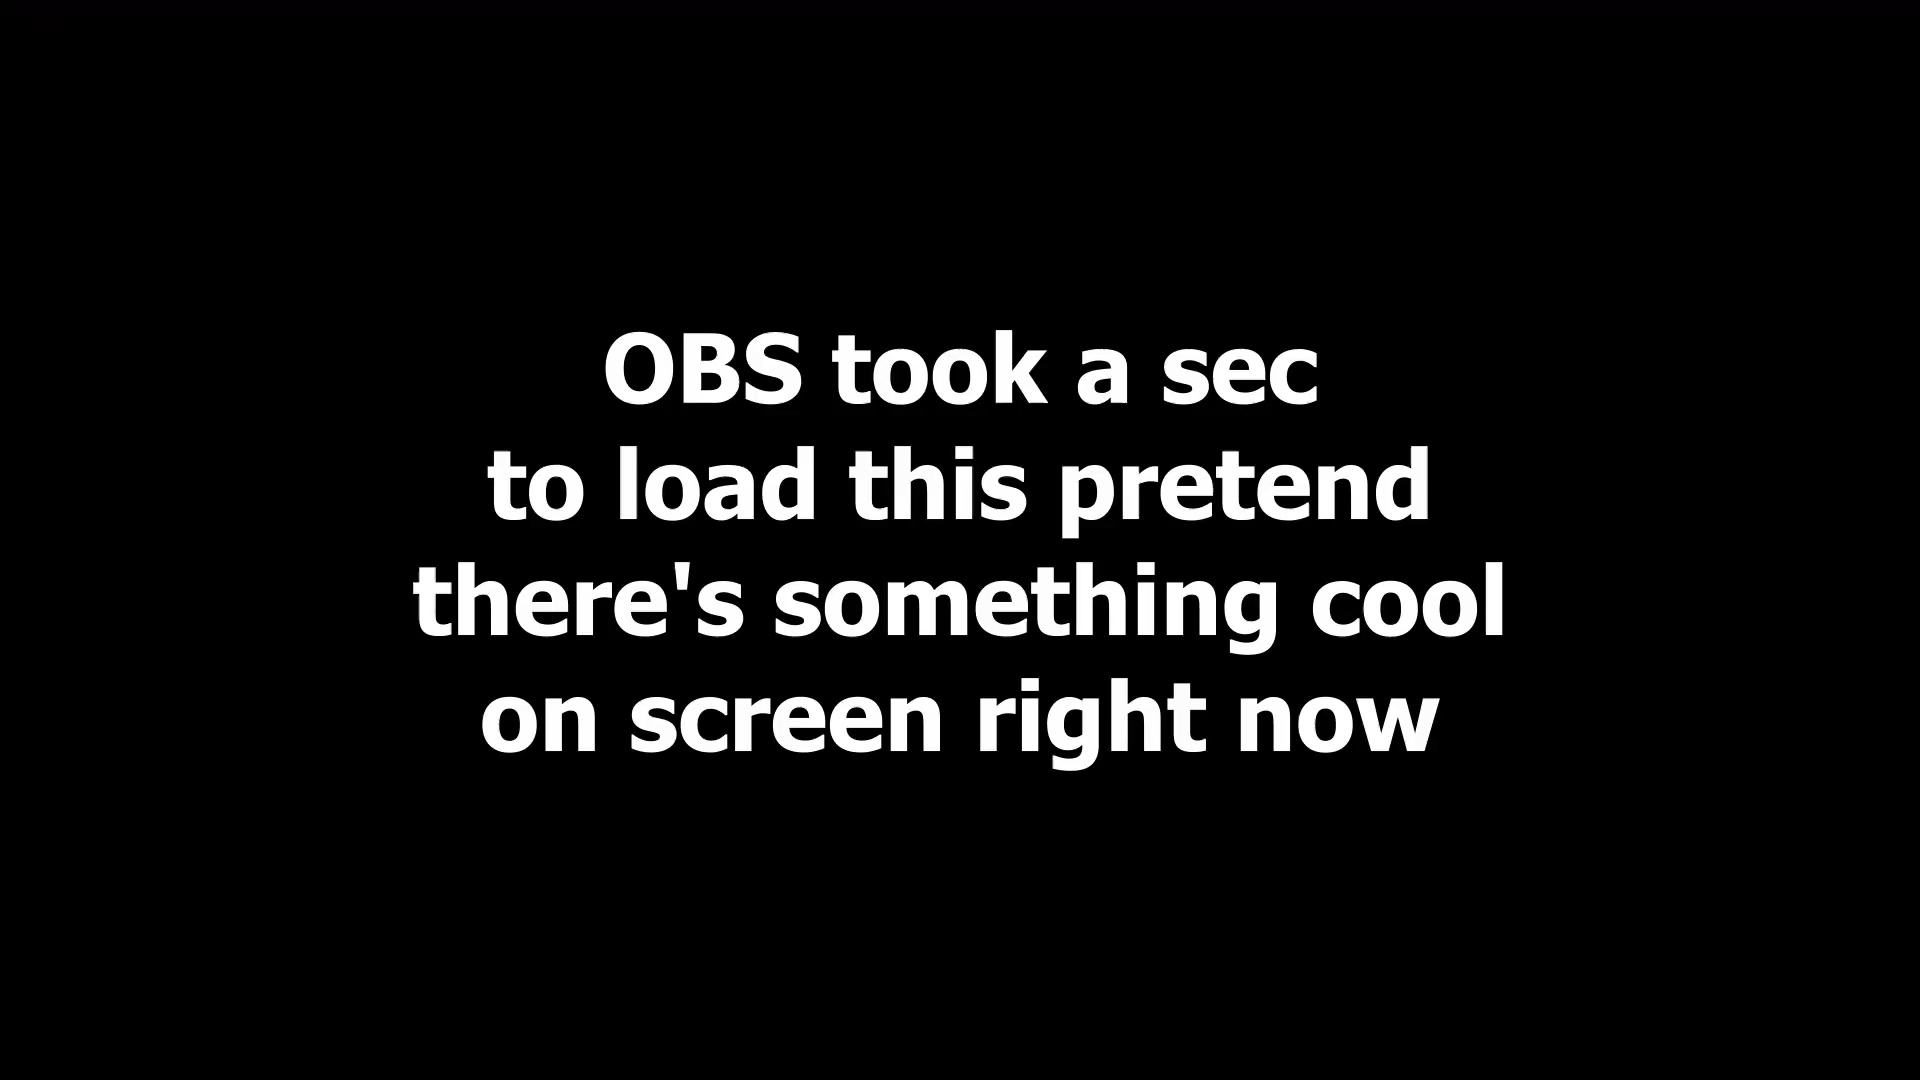 OBS took a sec
to load this pretend
there's something cool
on screen right now